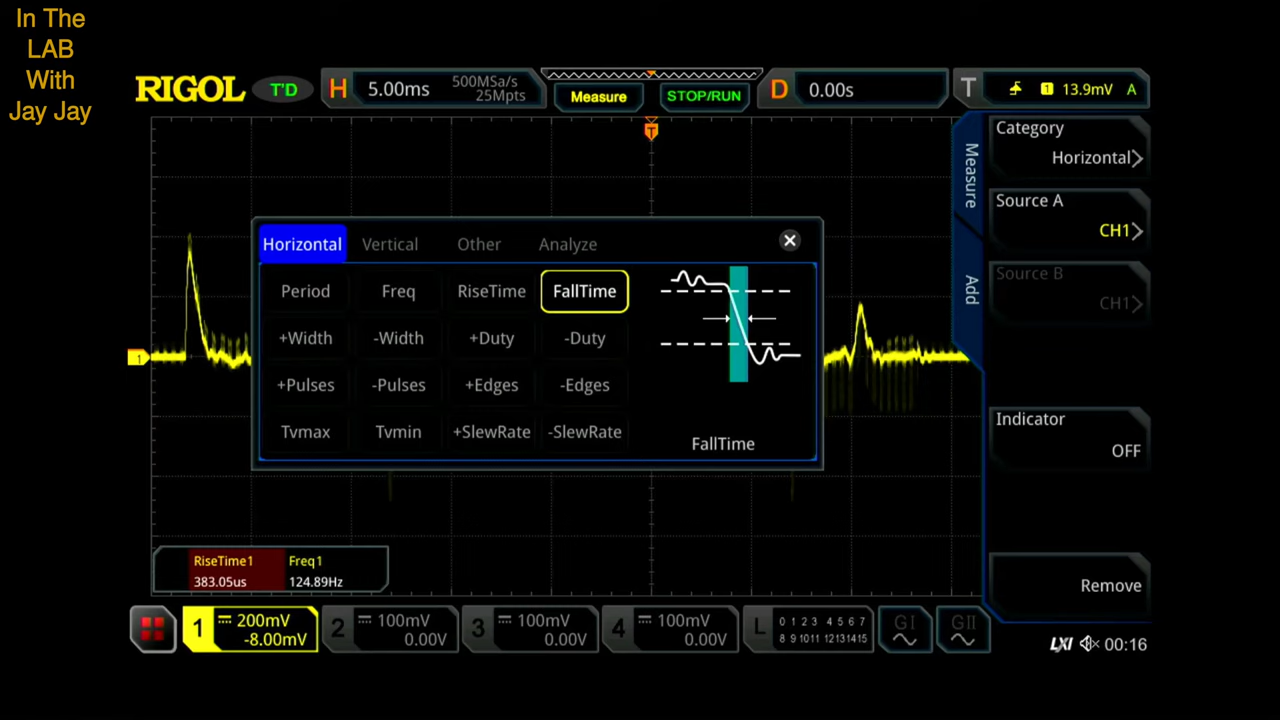 In The
LAB
With
Jay Jay
RIGOL
T'D
H
5.00ms
500MSa/s
25Mpts
Measure
STOP/RUN
D
0.00s
T
1
13.9mV
A
T
Category
Horizontal
Source A
CH1
Source B
CH1
Measure
Add
Indicator
OFF
Remove
Horizontal
Vertical
Other
Analyze
Period
Freq
RiseTime
FallTime
+Width
-Width
+Duty
-Duty
+Pulses
-Pulses
+Edges
-Edges
Tvmax
Tvmin
+SlewRate
-SlewRate
FallTime
1
RiseTime1
Freq1
383.05us
124.89Hz
1
200mV
-8.00mV
2
100mV
0.00V
3
100mV
0.00V
4
100mV
0.00V
L
0 1 2 3 4 5 6 7
8 9 10 11 12 13 14 15
GI
GII
LXI
00:16